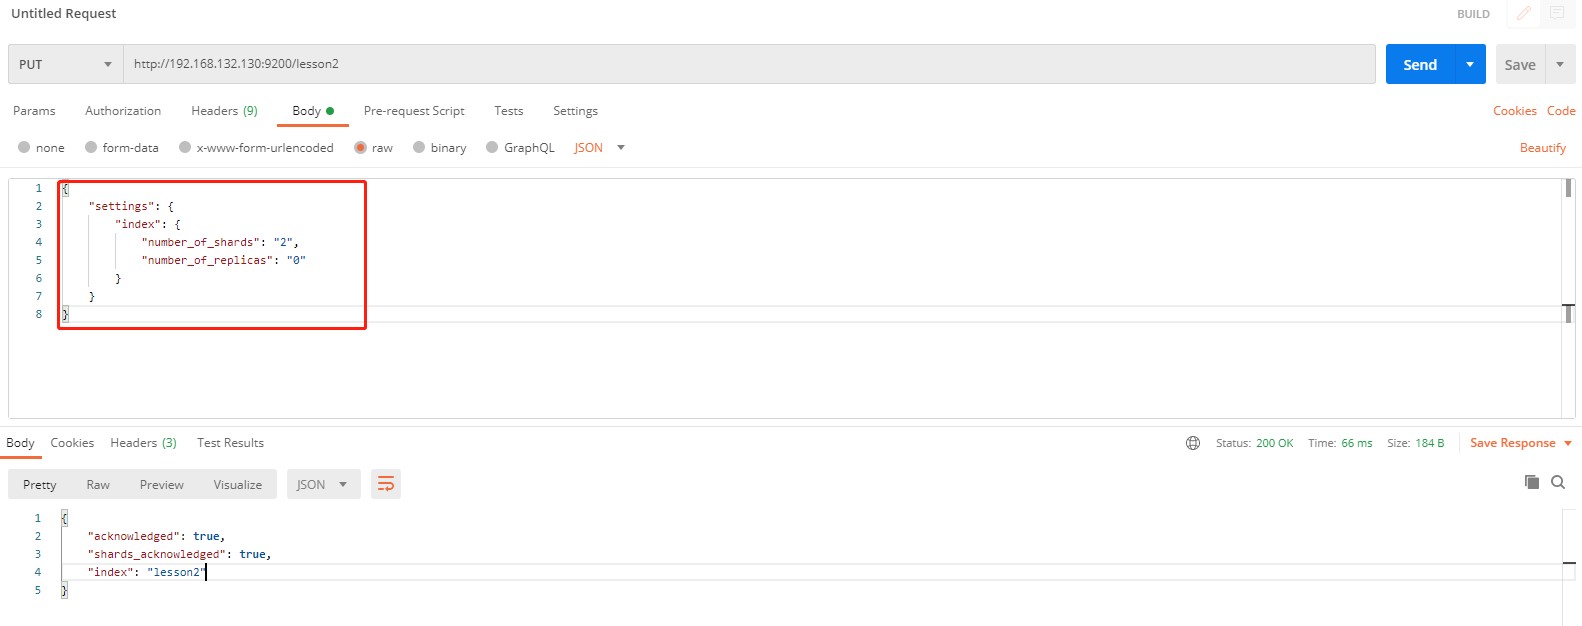 Untitled Request BUILD
PUT http://192.168.132.130:9200/lesson2 Send Save
Params Authorization Headers (9) Body Pre-request Script Tests Settings Cookies Code
none form-data x-www-form-urlencoded raw binary GraphQL JSON Beautify
1 {
2 "settings": {
3 "index": {
4 "number_of_shards": "2",
5 "number_of_replicas": "0"
6 }
7 }
8 }
Body Cookies Headers (3) Test Results Status: 200 OK Time: 66 ms Size: 184 B Save Response
Pretty Raw Preview Visualize JSON
1 {
2 "acknowledged": true,
3 "shards_acknowledged": true,
4 "index": "lesson2"
5 }